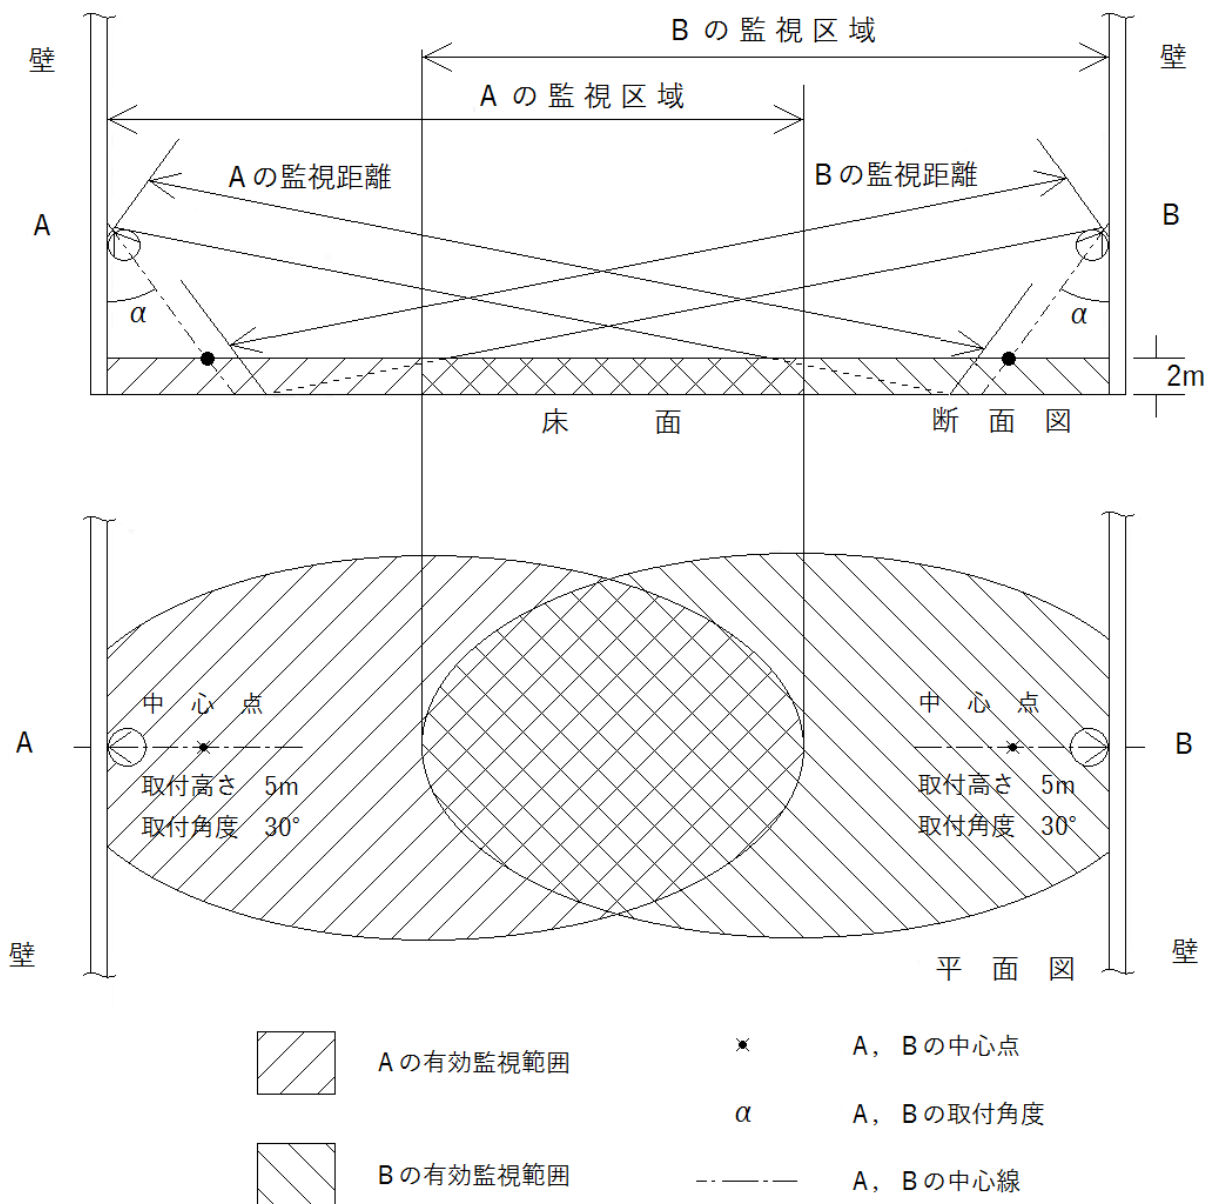 Bの監視区域
壁
壁
Aの監視区域
Aの監視距離
Bの監視距離
A
B
α
α
2m
床面
断面図
中心点
中心点
A
B
取付高さ 5m
取付高さ 5m
取付角度 30°
取付角度 30°
壁
壁
平面図
Aの有効監視範囲
A, Bの中心点
α
A, Bの取付角度
Bの有効監視範囲
A, Bの中心線